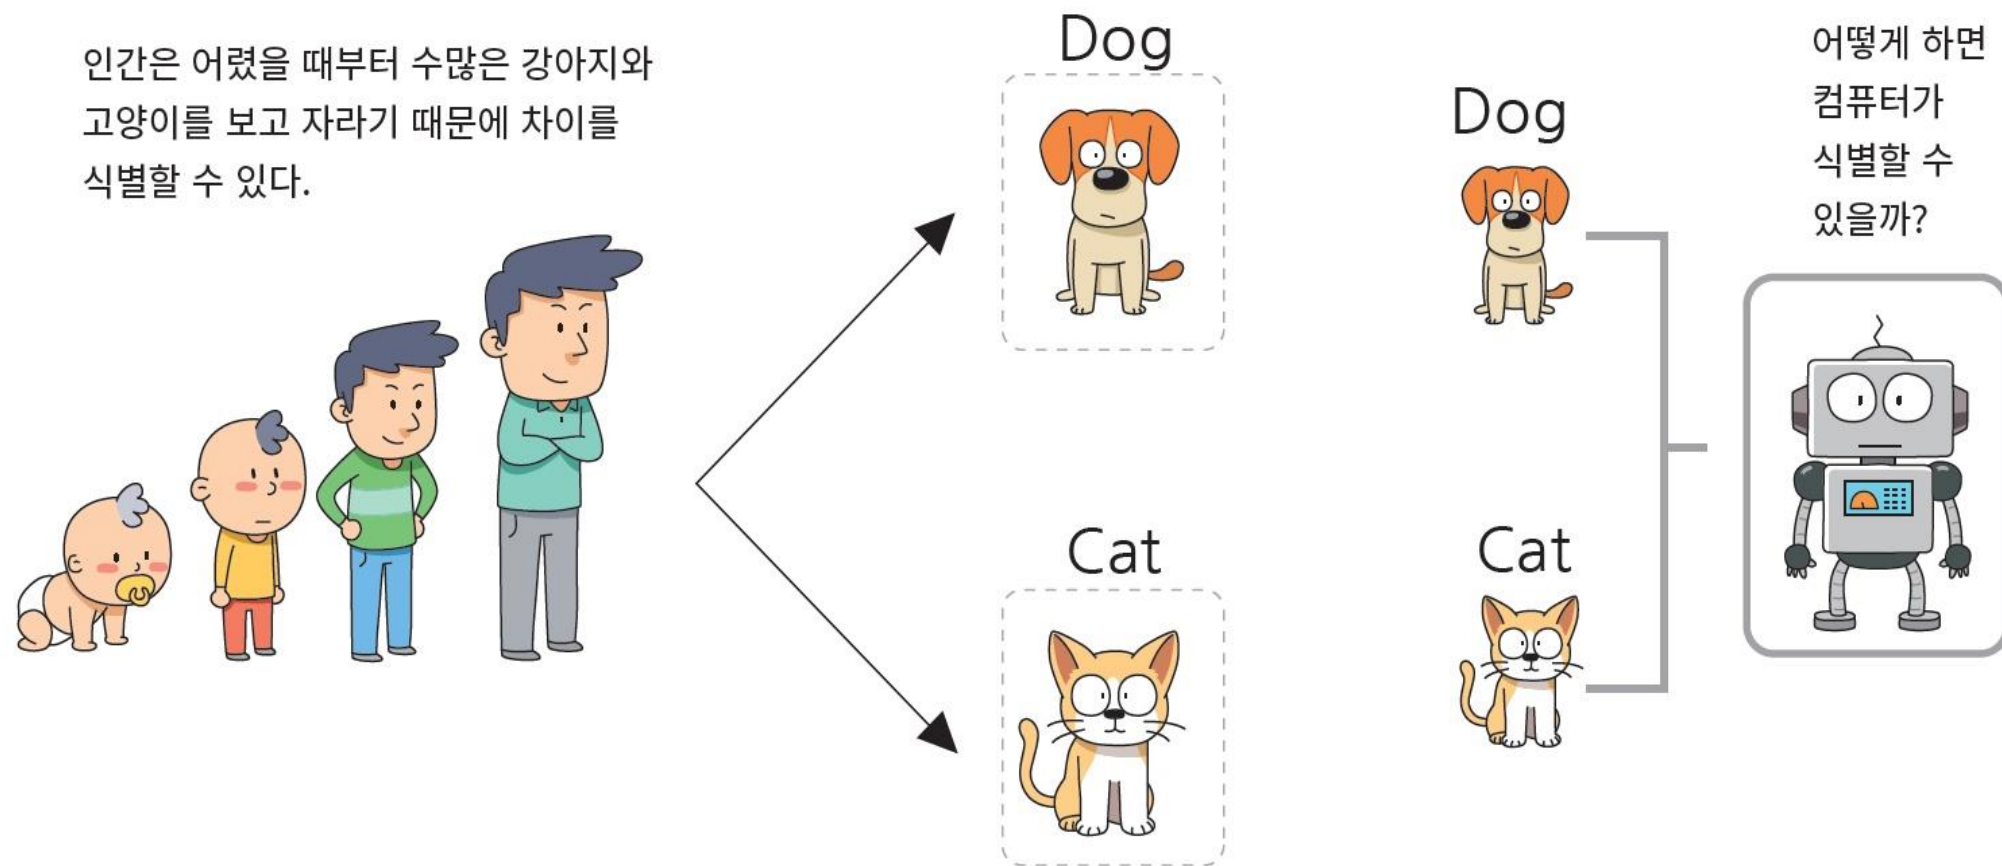 인간은 어렸을 때부터 수많은 강아지와
고양이를 보고 자라기 때문에 차이를
식별할 수 있다.
Dog
Cat
Dog
Cat
어떻게 하면
컴퓨터가
식별할 수
있을까?